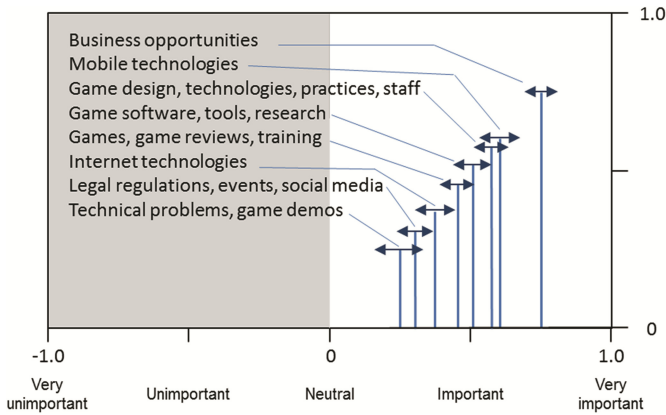 1.0
Business opportunities
Mobile technologies
Game design, technologies, practices, staff
Game software, tools, research
Games, game reviews, training
Internet technologies
Legal regulations, events, social media
Technical problems, game demos
0
-1.0 0 1.0
Very unimportant Unimportant Neutral Important Very important